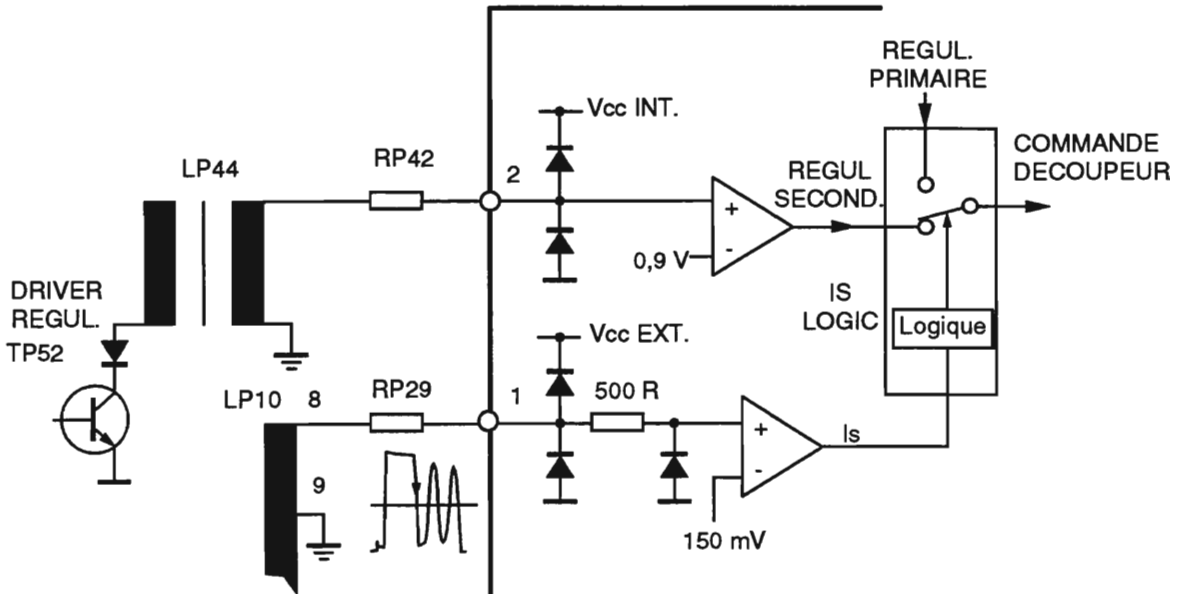 REGUL.
PRIMAIRE
Vcc INT.
COMMANDE
DECOUPEUR
LP44
RP42
2
REGUL
SECOND.
+
-
0,9 V
DRIVER
REGUL.
TP52
IS
LOGIC
Logique
Vcc EXT.
LP10
8
RP29
1
500 R
+
-
Is
9
150 mV